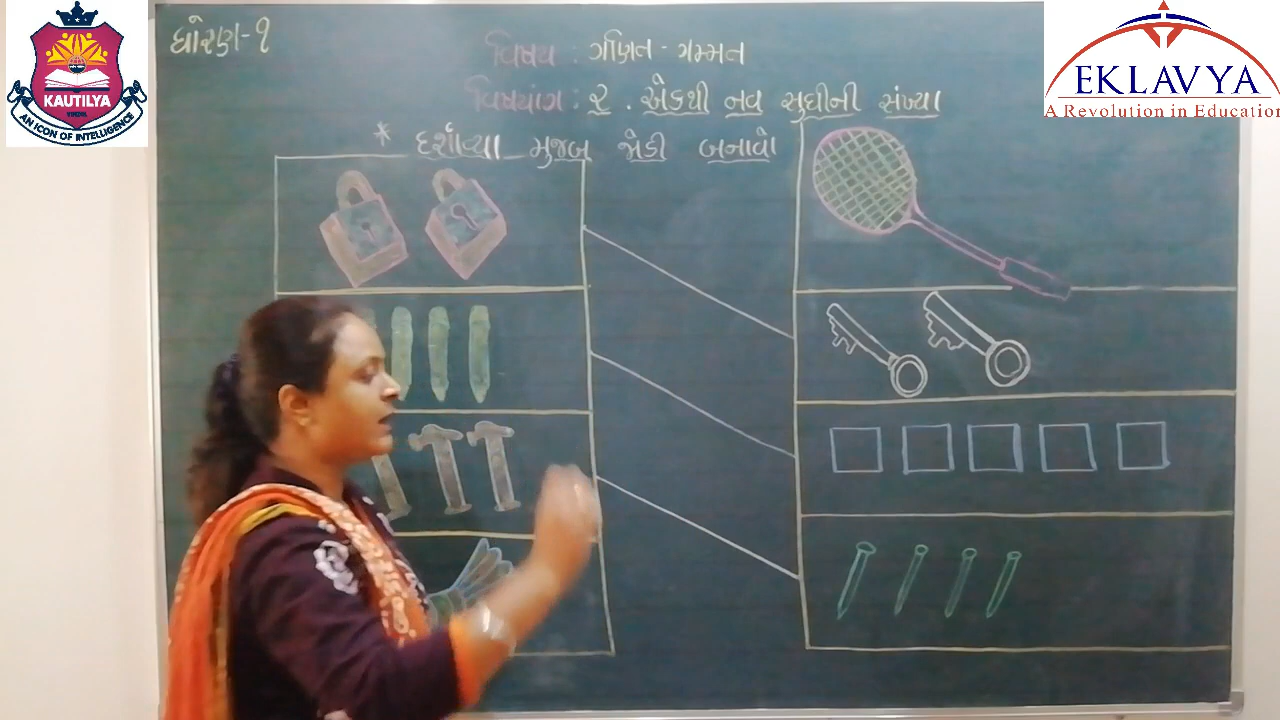 ધોરણ-૧
વિષય : ગણિત - ગમ્મત
વિષયાંગ : ૨ . એકથી નવ સુધીની સંખ્યા
* દર્શાવ્યા મુજબ જોડી બનાવો
KAUTILYA
AN ICON OF INTELLIGENCE
EKLAVYA
A Revolution in Education